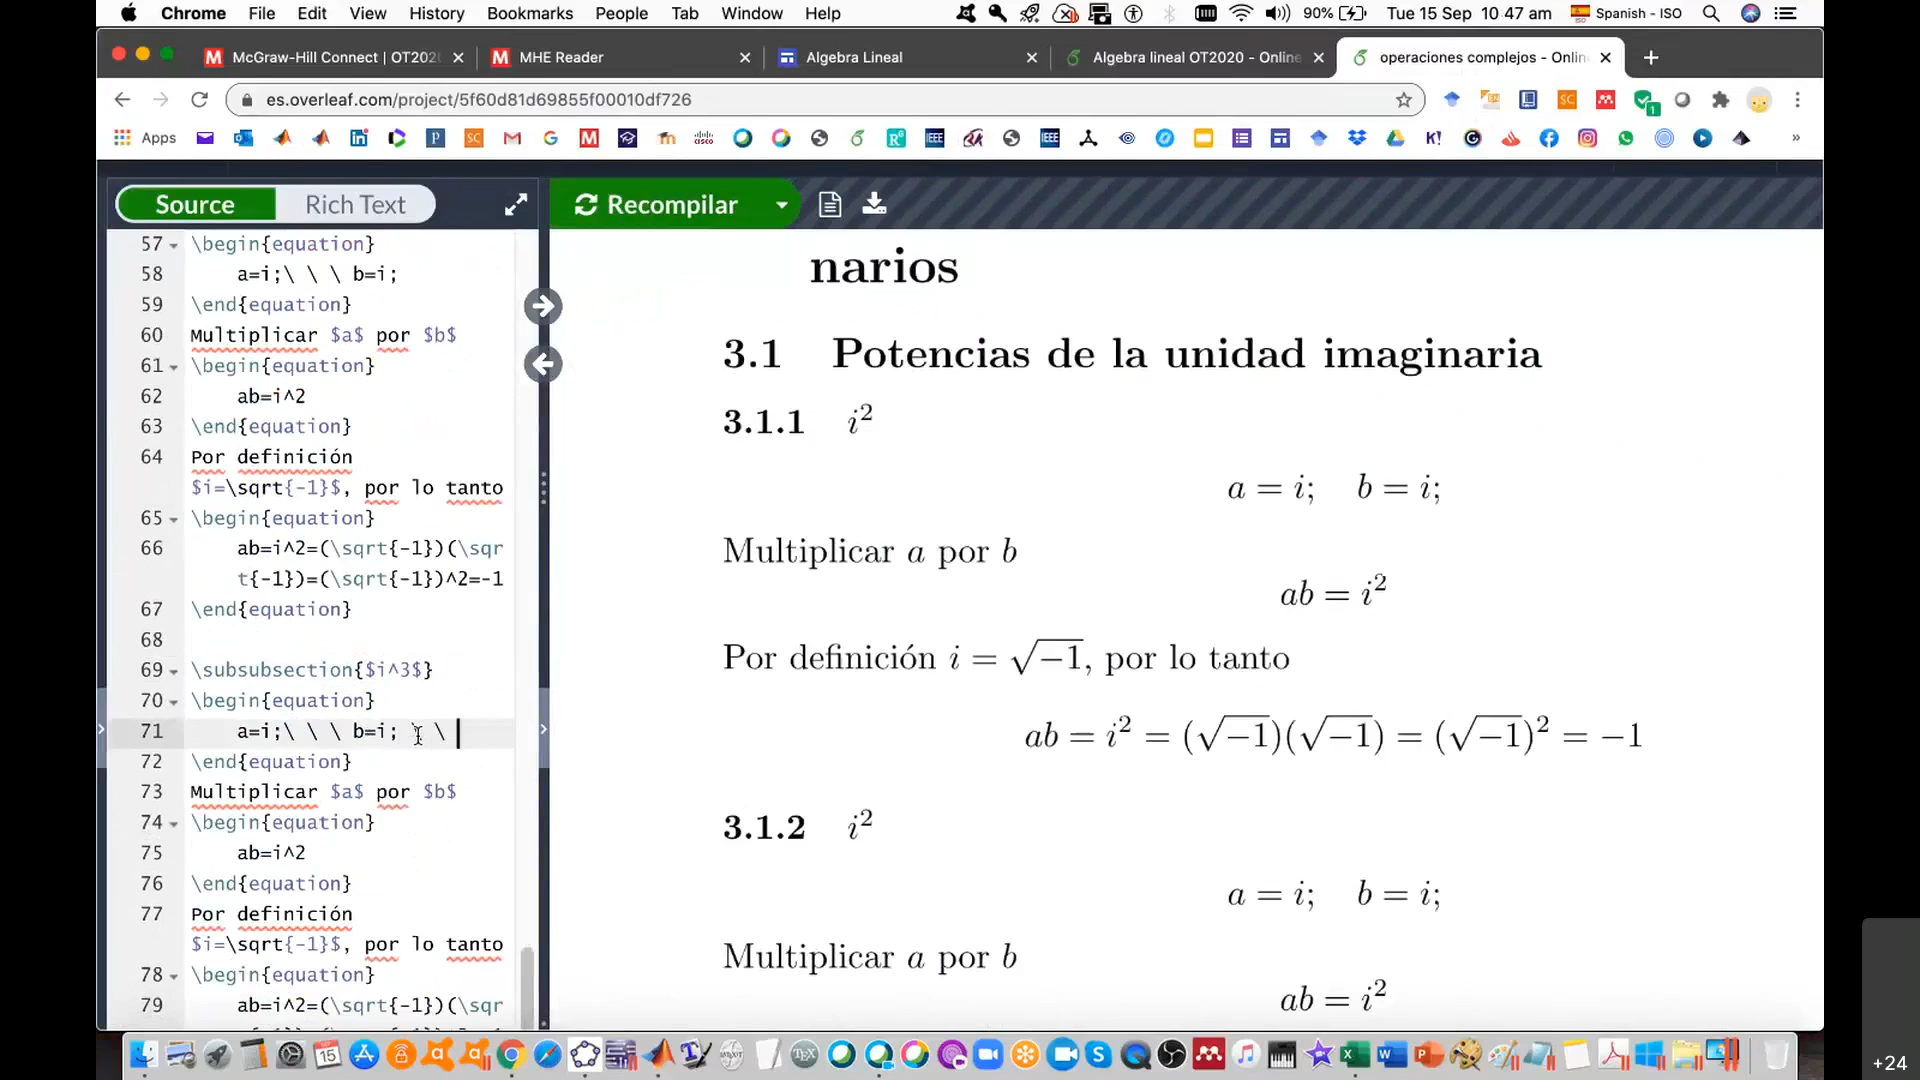 Chrome File Edit View History Bookmarks People Tab Window Help 90% Tue 15 Sep 10:47 am Spanish - ISO
McGraw-Hill Connect | OT202 MHE Reader Algebra Lineal Algebra lineal OT2020 - Online operaciones complejos - Onlin
es.overleaf.com/project/5f60d81d69855f00010df726
Apps
Source Rich Text Recompilar
57 \begin{equation}
58 a=i;\ \ \ b=i;
59 \end{equation}
60 Multiplicar $a$ por $b$
61 \begin{equation}
62 ab=i^2
63 \end{equation}
64 Por definición
$i=\sqrt{-1}$, por lo tanto
65 \begin{equation}
66 ab=i^2=(\sqrt{-1})(\sqr
t{-1})=(\sqrt{-1})^2=-1
67 \end{equation}
68
69 \subsubsection{$i^3$}
70 \begin{equation}
71 a=i;\ \ \ b=i; \ \
72 \end{equation}
73 Multiplicar $a$ por $b$
74 \begin{equation}
75 ab=i^2
76 \end{equation}
77 Por definición
$i=\sqrt{-1}$, por lo tanto
78 \begin{equation}
79 ab=i^2=(\sqrt{-1})(\sqr
narios
3.1 Potencias de la unidad imaginaria
3.1.1 i²
a = i; b = i;
Multiplicar a por b
ab = i²
Por definición i = √−1, por lo tanto
ab = i² = (√−1)(√−1) = (√−1)² = −1
3.1.2 i²
a = i; b = i;
Multiplicar a por b
ab = i²
+24